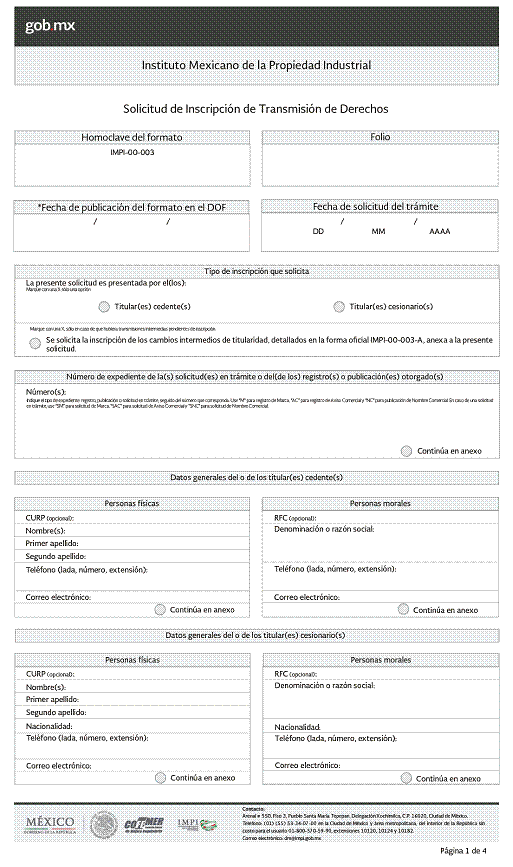 gob.mx
Instituto Mexicano de la Propiedad Industrial
Solicitud de Inscripción de Transmisión de Derechos
Homoclave del formato
IMPI-00-003
Folio
*Fecha de publicación del formato en el DOF
/ /
Fecha de solicitud del trámite
/ /
DD MM AAAA
Tipo de inscripción que solicita
La presente solicitud es presentada por el(los):
Marque con una X, sólo una opción
Titular(es) cedente(s)
Titular(es) cesionario(s)
Marque con una X, sólo en caso de que hubiera transmisiones intermedias pendientes de inscripción.
Se solicita la inscripción de los cambios intermedios de titularidad, detallados en la forma oficial IMPI-00-003-A, anexa a la presente
solicitud.
Número de expediente de la(s) solicitud(es) en trámite o del(de los) registro(s) o publicación(es) otorgado(s)
Número(s):
Indique el tipo de expediente: registro, publicación o solicitud en trámite, seguido del número que corresponda. Use "M" para registro de Marca, "AC" para registro de Aviso Comercial y "NC" para publicación de Nombre Comercial. En caso de una solicitud
en trámite, use "SM" para solicitud de Marca, "SAC" para solicitud de Aviso Comercial y "SNC" para solicitud de Nombre Comercial.
Continúa en anexo
Datos generales del o de los titular(es) cedente(s)
Personas físicas
CURP (opcional):
Nombre(s):
Primer apellido:
Segundo apellido:
Teléfono (lada, número, extensión):
Correo electrónico:
Continúa en anexo
Personas morales
RFC (opcional):
Denominación o razón social:
Teléfono (lada, número, extensión):
Correo electrónico:
Continúa en anexo
Datos generales del o de los titular(es) cesionario(s)
Personas físicas
CURP (opcional):
Nombre(s):
Primer apellido:
Segundo apellido:
Nacionalidad:
Teléfono (lada, número, extensión):
Correo electrónico:
Continúa en anexo
Personas morales
RFC (opcional):
Denominación o razón social:
Nacionalidad:
Teléfono (lada, número, extensión):
Correo electrónico:
Continúa en anexo
MÉXICO
GOBIERNO DE LA REPÚBLICA
IMPI
Contacto:
Arenal # 550, Piso 3, Pueblo Santa María Tepepan, Delegación Xochimilco, C.P. 16020, Ciudad de México.
Teléfono: (01) (55) 53-34-07-00 en la Ciudad de México y área metropolitana, del interior de la República sin
costo para el usuario 01-800-570-59-90, extensiones 10120, 10124 y 10182.
Página 1 de 4